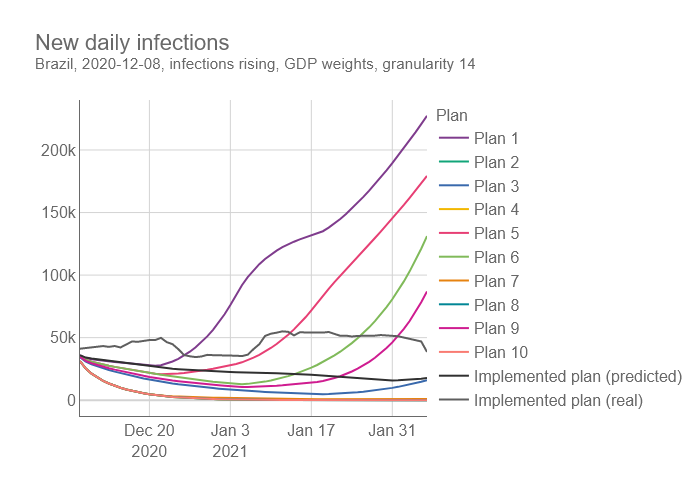 New daily infections
Brazil, 2020-12-08, infections rising, GDP weights, granularity 14
Plan
200k
150k
100k
50k
0
Plan 1
Plan 2
Plan 3
Plan 4
Plan 5
Plan 6
Plan 7
Plan 8
Plan 9
Plan 10
Implemented plan (predicted)
Implemented plan (real)
Dec 20
2020
Jan 3
2021
Jan 17
Jan 31